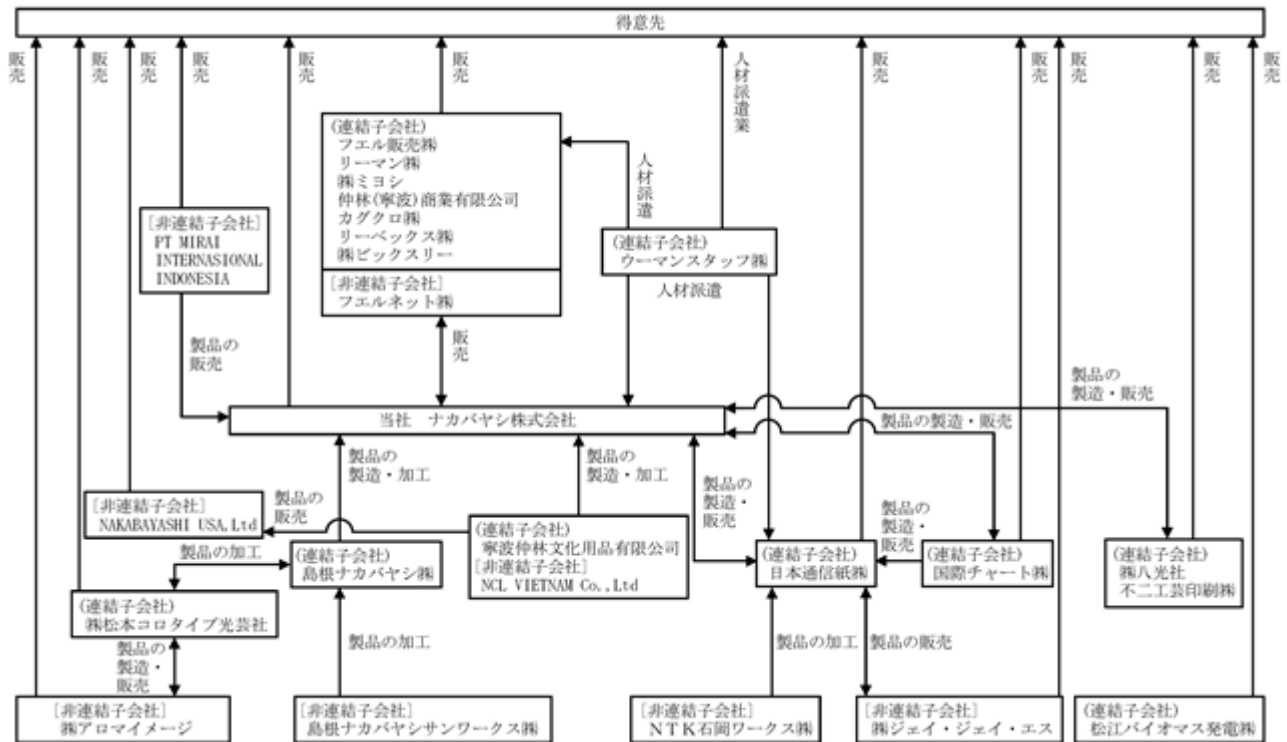 得意先
販売
販売
販売
販売
販売
販売
人材派遣業
販売
販売
販売
販売
販売
(連結子会社)
フエル販売㈱
リーマン㈱
㈱ミヨシ
仲林(寧波)商業有限公司
カグクロ㈱
リーベックス㈱
㈱ビックスリー
[非連結子会社]
フエルネット㈱
人材派遣
[非連結子会社]
PT MIRAI
INTERNASIONAL
INDONESIA
(連結子会社)
ウーマンスタッフ㈱
人材派遣
製品の
販売
販売
製品の
製造・販売
当社　ナカバヤシ株式会社
製品の製造・販売
製品の
製造・加工
製品の
製造・加工
製品の
製造・
販売
製品の
製造・
販売
[非連結子会社]
NAKABAYASHI USA,Ltd
製品の
販売
(連結子会社)
寧波仲林文化用品有限公司
[非連結子会社]
NCL VIETNAM Co.,Ltd
製品の加工
(連結子会社)
島根ナカバヤシ㈱
(連結子会社)
日本通信紙㈱
(連結子会社)
国際チャート㈱
(連結子会社)
㈱八光社
不二工芸印刷㈱
(連結子会社)
㈱松本コロタイプ光芸社
製品の
製造・
販売
製品の加工
製品の加工
製品の販売
[非連結子会社]
㈱アロマイメージ
[非連結子会社]
島根ナカバヤシサンワークス㈱
[非連結子会社]
NTK石岡ワークス㈱
[非連結子会社]
㈱ジェイ・ジェイ・エス
(連結子会社)
松江バイオマス発電㈱